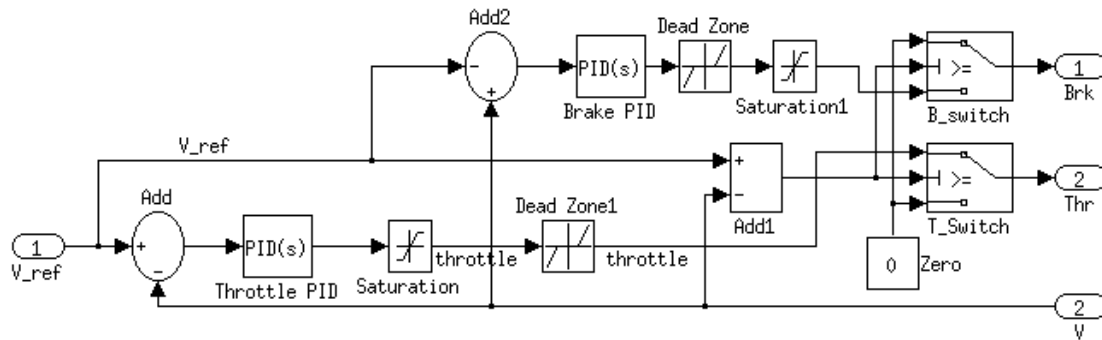 Add2
Dead Zone
-
+
PID(s)
Brake PID
Saturation1
>=
B_switch
1
Brk
V_ref
+
-
Add1
>=
T_Switch
2
Thr
Add
1
V_ref
+
-
PID(s)
Throttle PID
Saturation
throttle
Dead Zone1
throttle
0
Zero
2
V